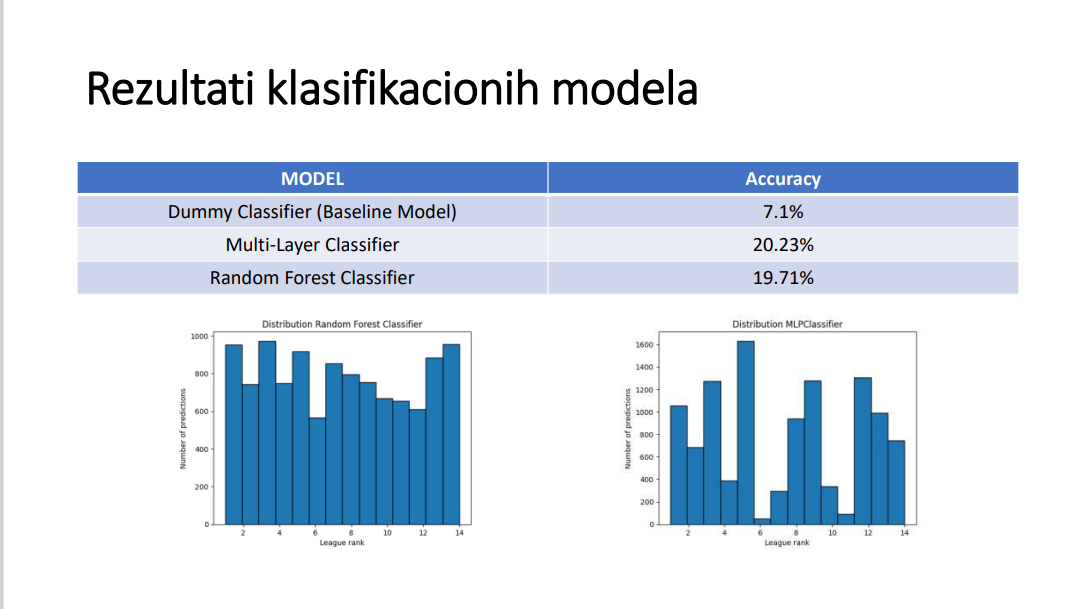 Rezultati klasifikacionih modela
MODEL Accuracy
Dummy Classifier (Baseline Model) 7.1%
Multi-Layer Classifier 20.23%
Random Forest Classifier 19.71%
Distribution Random Forest Classifier
1000
800
600
400
200
0
Number of predictions
2 4 6 8 10 12 14
League rank
Distribution MLPClassifier
1600
1400
1200
1000
800
600
400
200
0
Number of predictions
2 4 6 8 10 12 14
League rank